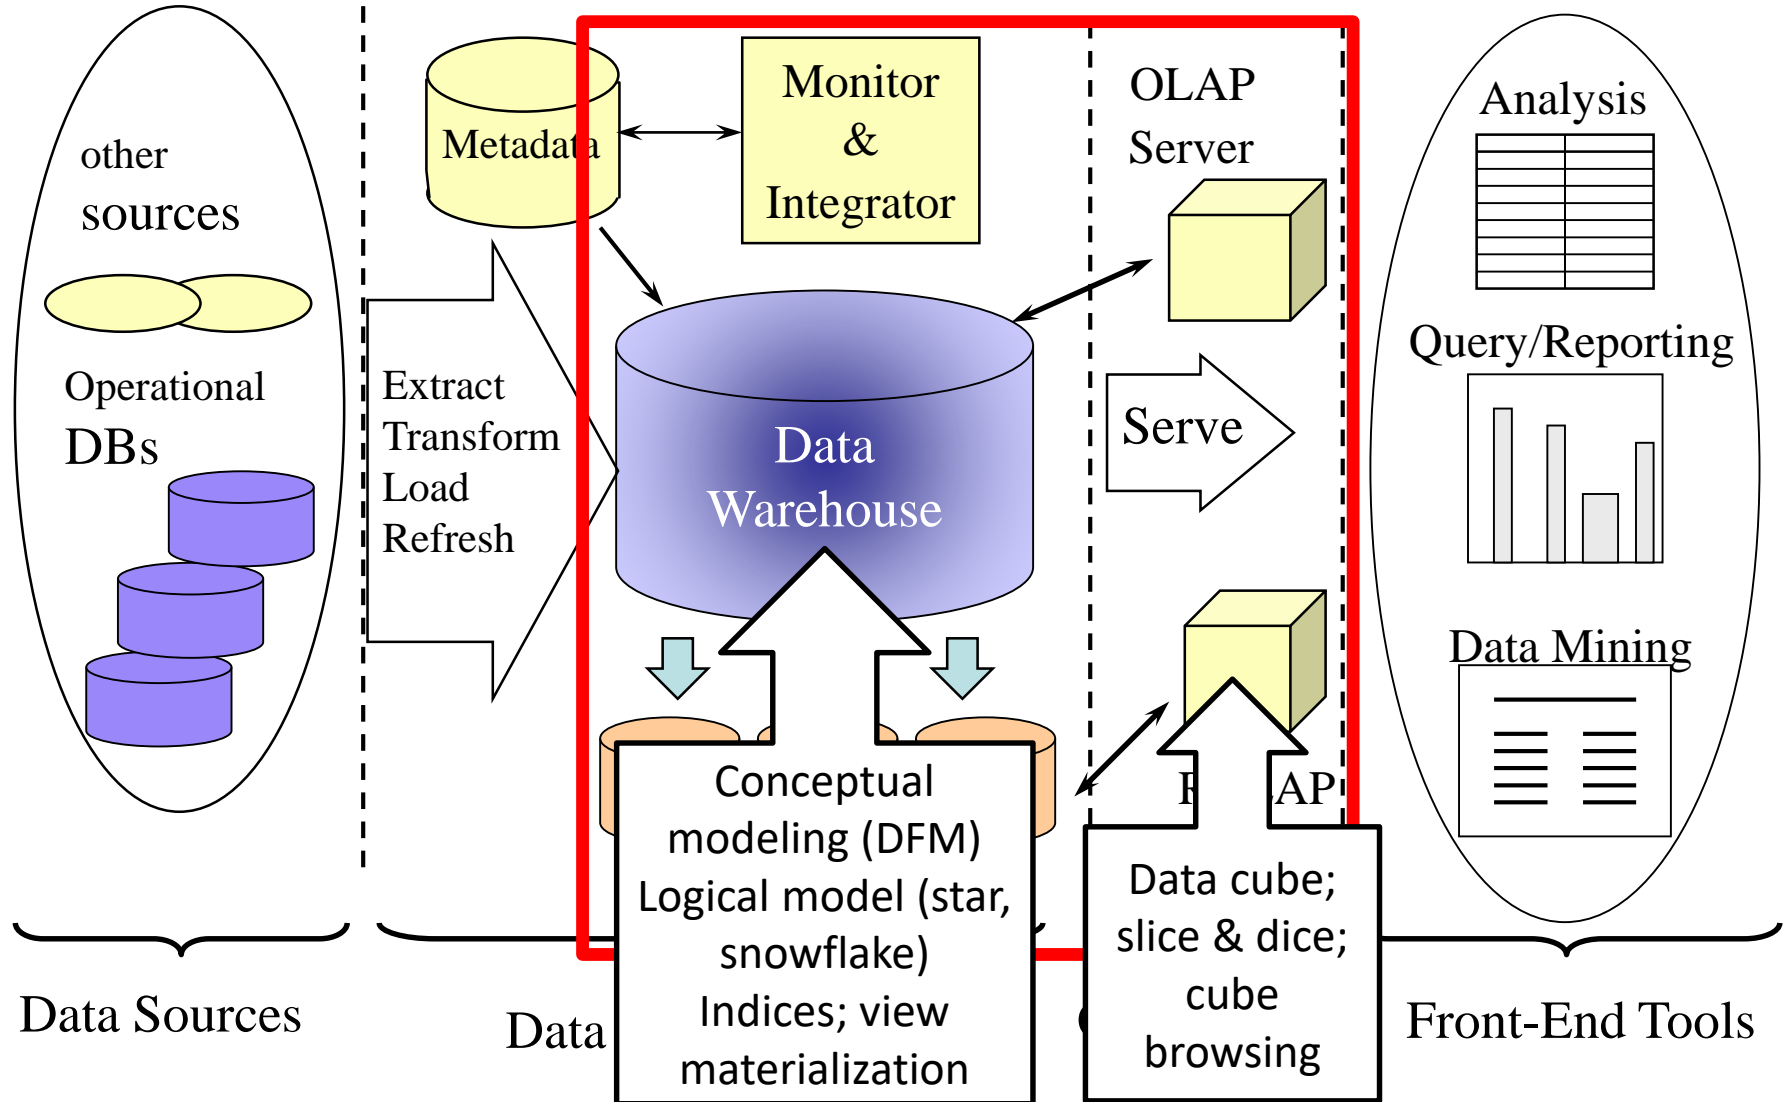 other
sources
Operational
DBs
Data Sources
Metadata
Extract
Transform
Load
Refresh
Monitor
&
Integrator
Data
Warehouse
Data
Conceptual
modeling (DFM)
Logical model (star,
snowflake)
Indices; view
materialization
OLAP
Server
Serve
Data cube;
slice & dice;
cube
browsing
Analysis
Query/Reporting
Data Mining
Front-End Tools